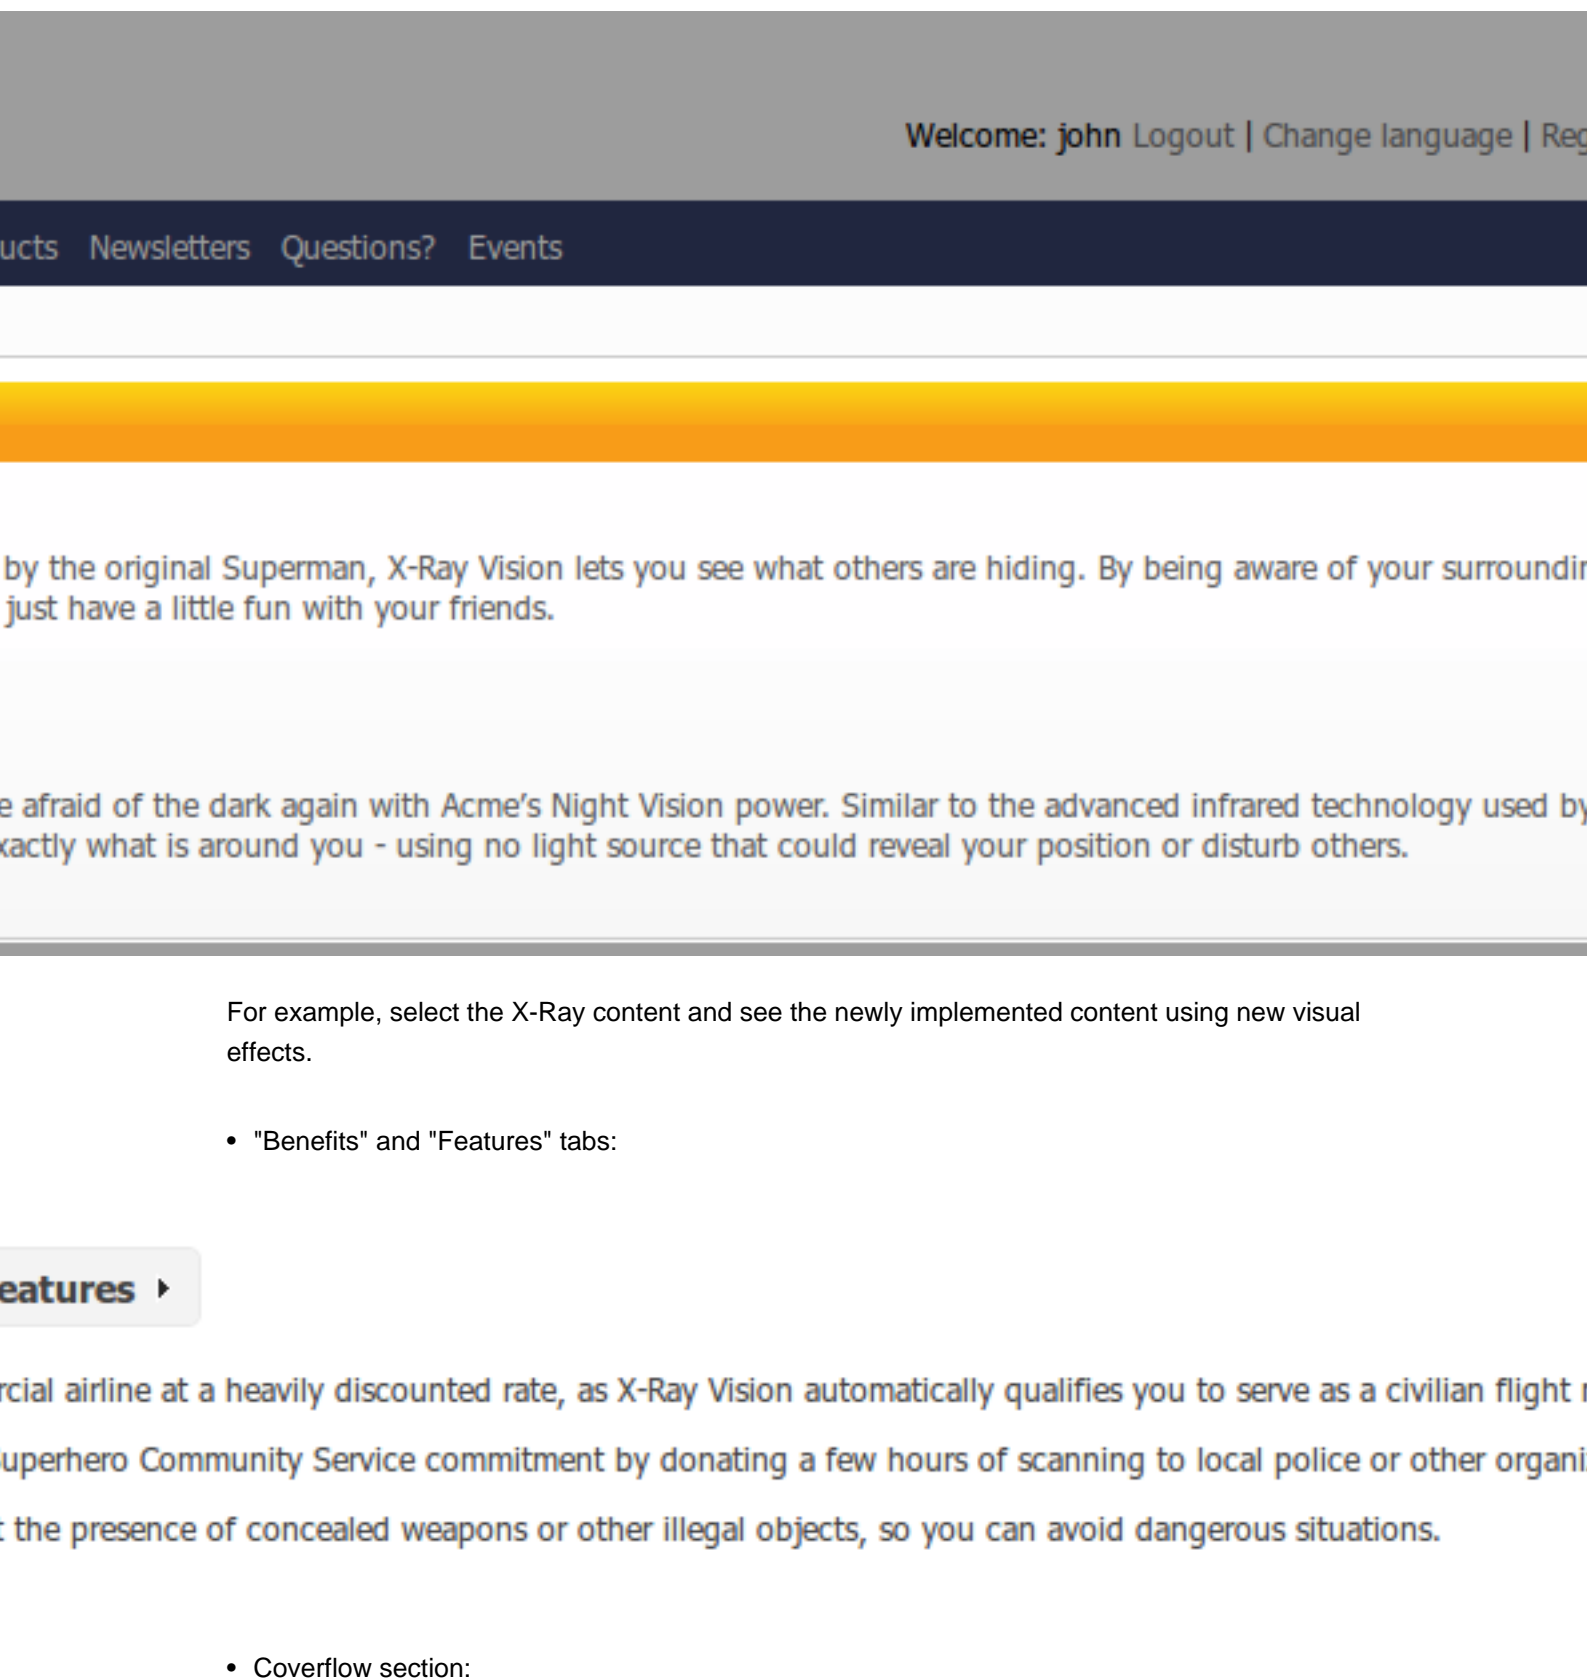 Welcome: john Logout | Change language |
Newsletters Questions? Events
by the original Superman, X-Ray Vision lets you see what others are hiding. By being aware of your
just have a little fun with your friends.
afraid of the dark again with Acme's Night Vision power. Similar to the advanced infrared technology used by
what is around you - using no light source that could reveal your position or disturb others.
For example, select the X-Ray content and see the newly implemented content using new visual
effects.
• "Benefits" and "Features" tabs:
eatures
airline at a heavily discounted rate, as X-Ray Vision automatically qualifies you to serve as a civilian flight
Superhero Community Service commitment by donating a few hours of scanning to local police or other
the presence of concealed weapons or other illegal objects, so you can avoid dangerous situations.
• Coverflow section: